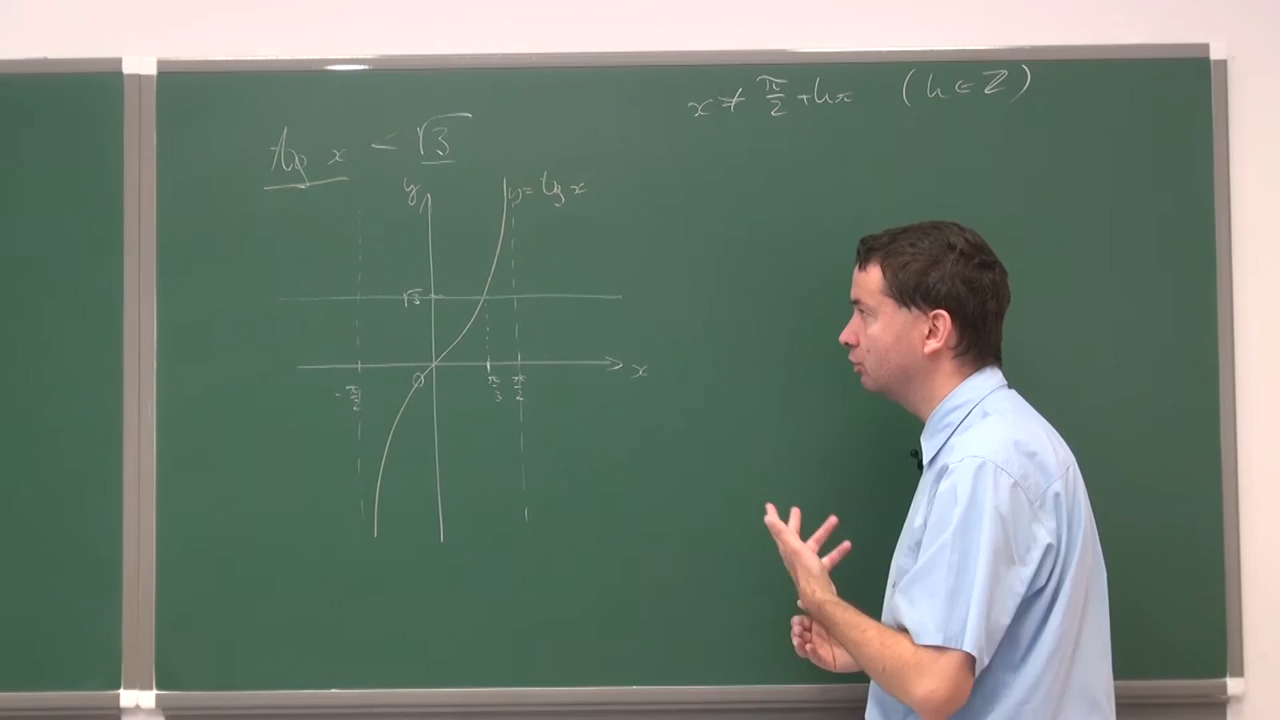 x ≠ π/2 + kπ (k ∈ ℤ)
tg x < √3
y
y = tg x
√3
x
0
-π/2
π/3
π/2